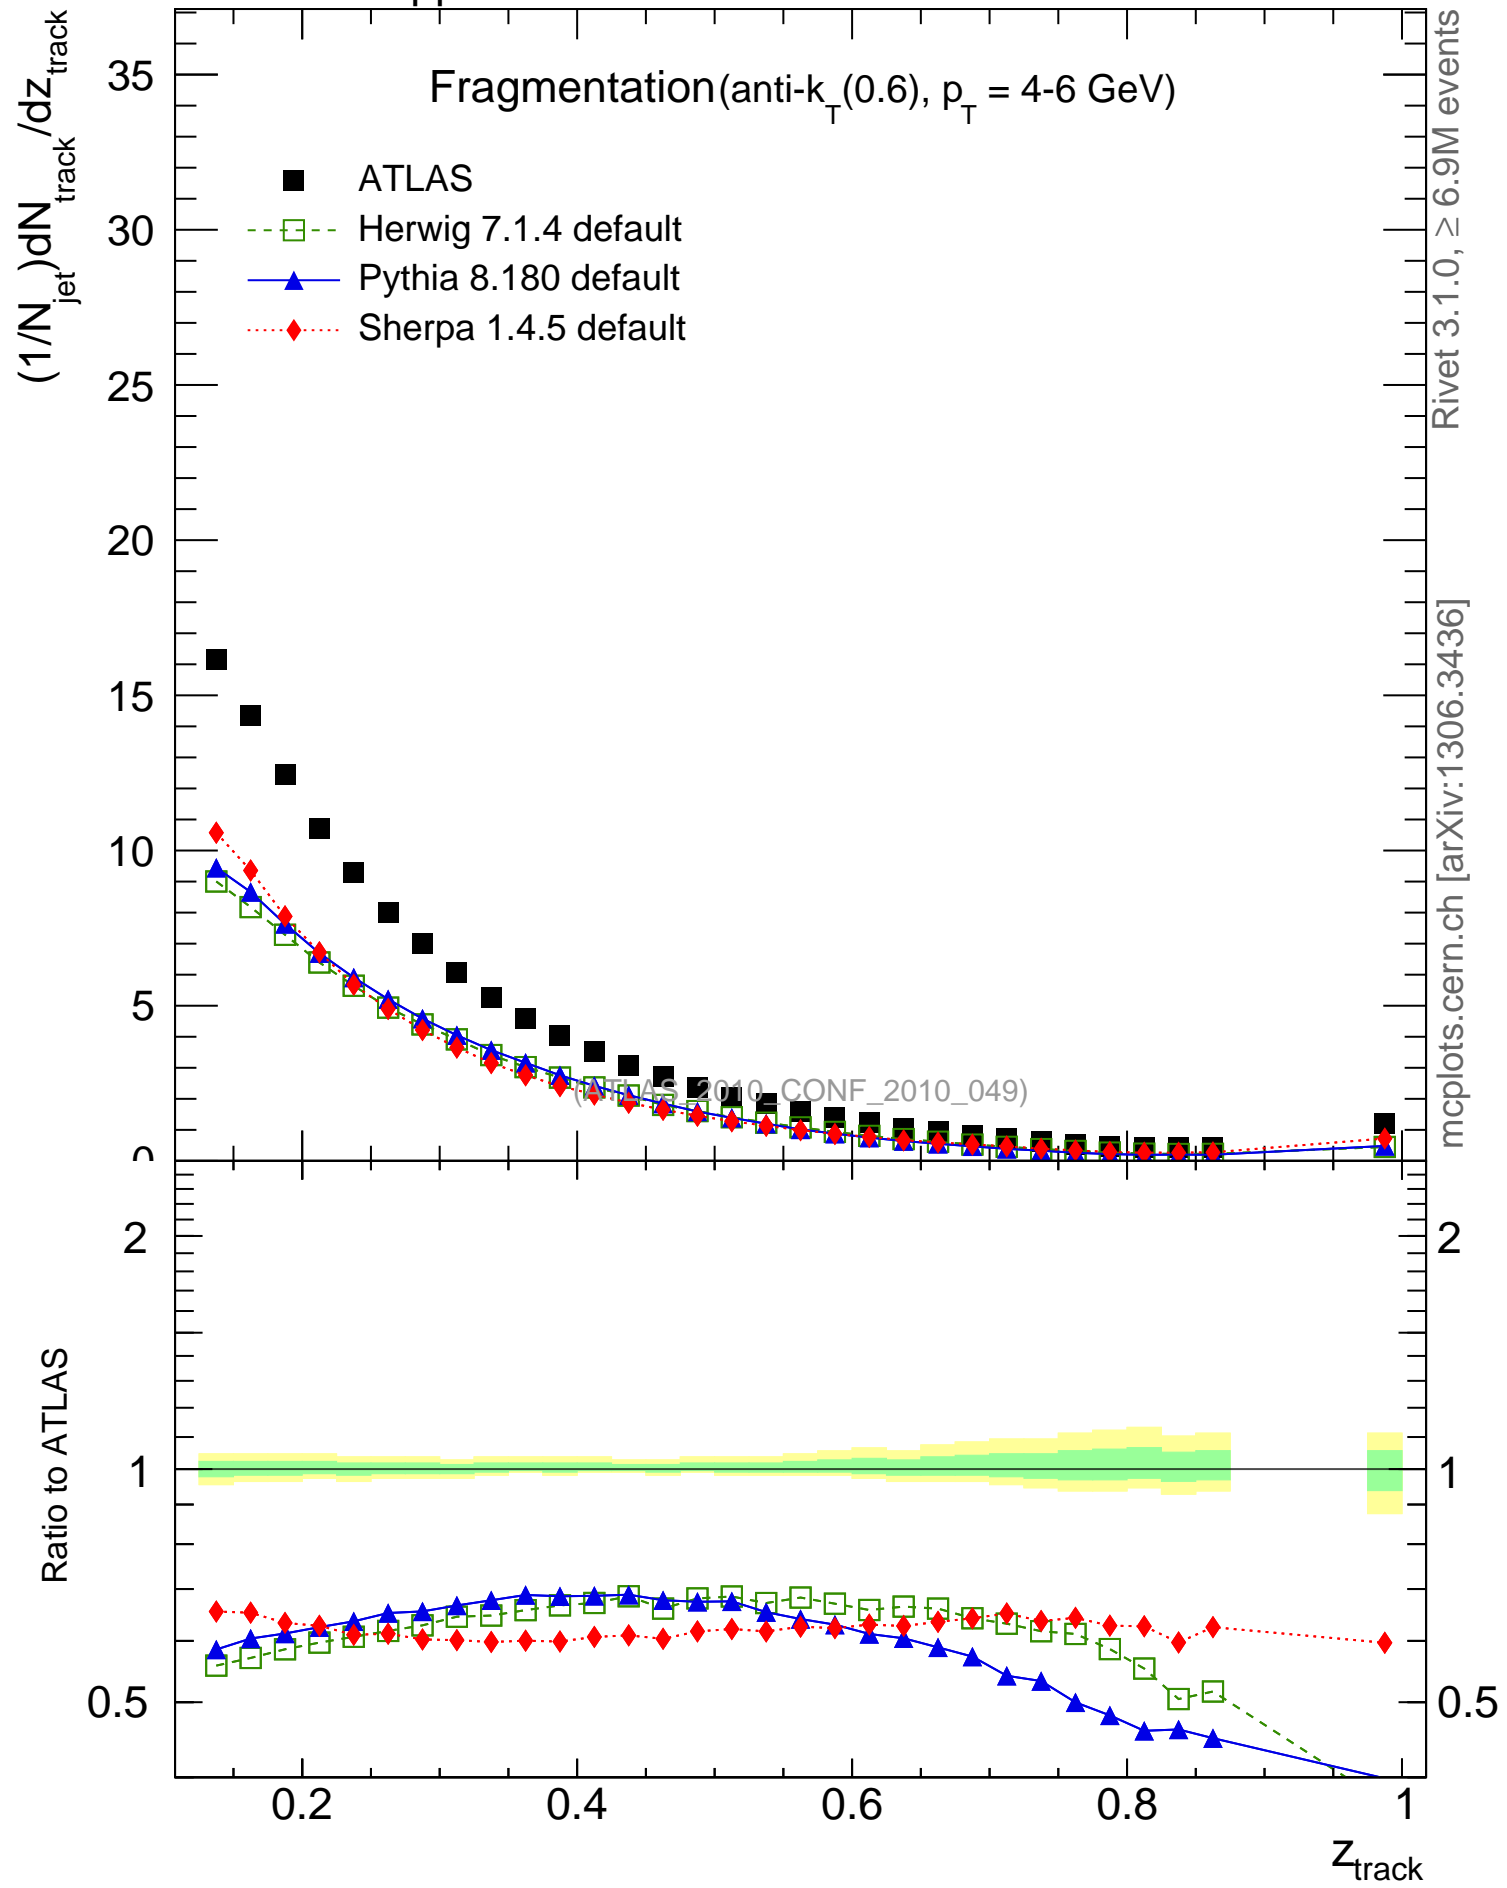 pp
(1/N_jet)dN_track/dz_track
Fragmentation (anti-k_T(0.6), p_T = 4-6 GeV)
ATLAS
Herwig 7.1.4 default
Pythia 8.180 default
Sherpa 1.4.5 default
35
30
25
20
15
10
5
0
(ATLAS_2010_CONF_2010_049)
Rivet 3.1.0, ≥ 6.9M events
mcplots.cern.ch [arXiv:1306.3436]
Ratio to ATLAS
2
1
0.5
2
1
0.5
0.2
0.4
0.6
0.8
1
z_track